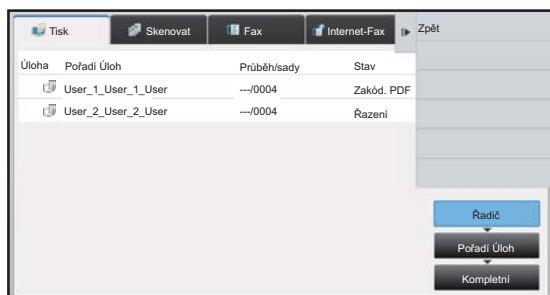 Tisk Skenovat Fax Internet-Fax Zpět
Úloha Pořadí Úloh Průběh/sady Stav
User_1_User_1_User ---/0004 Zakód. PDF
User_2_User_2_User ---/0004 Řazení
Řadič
Pořadí Úloh
Kompletní